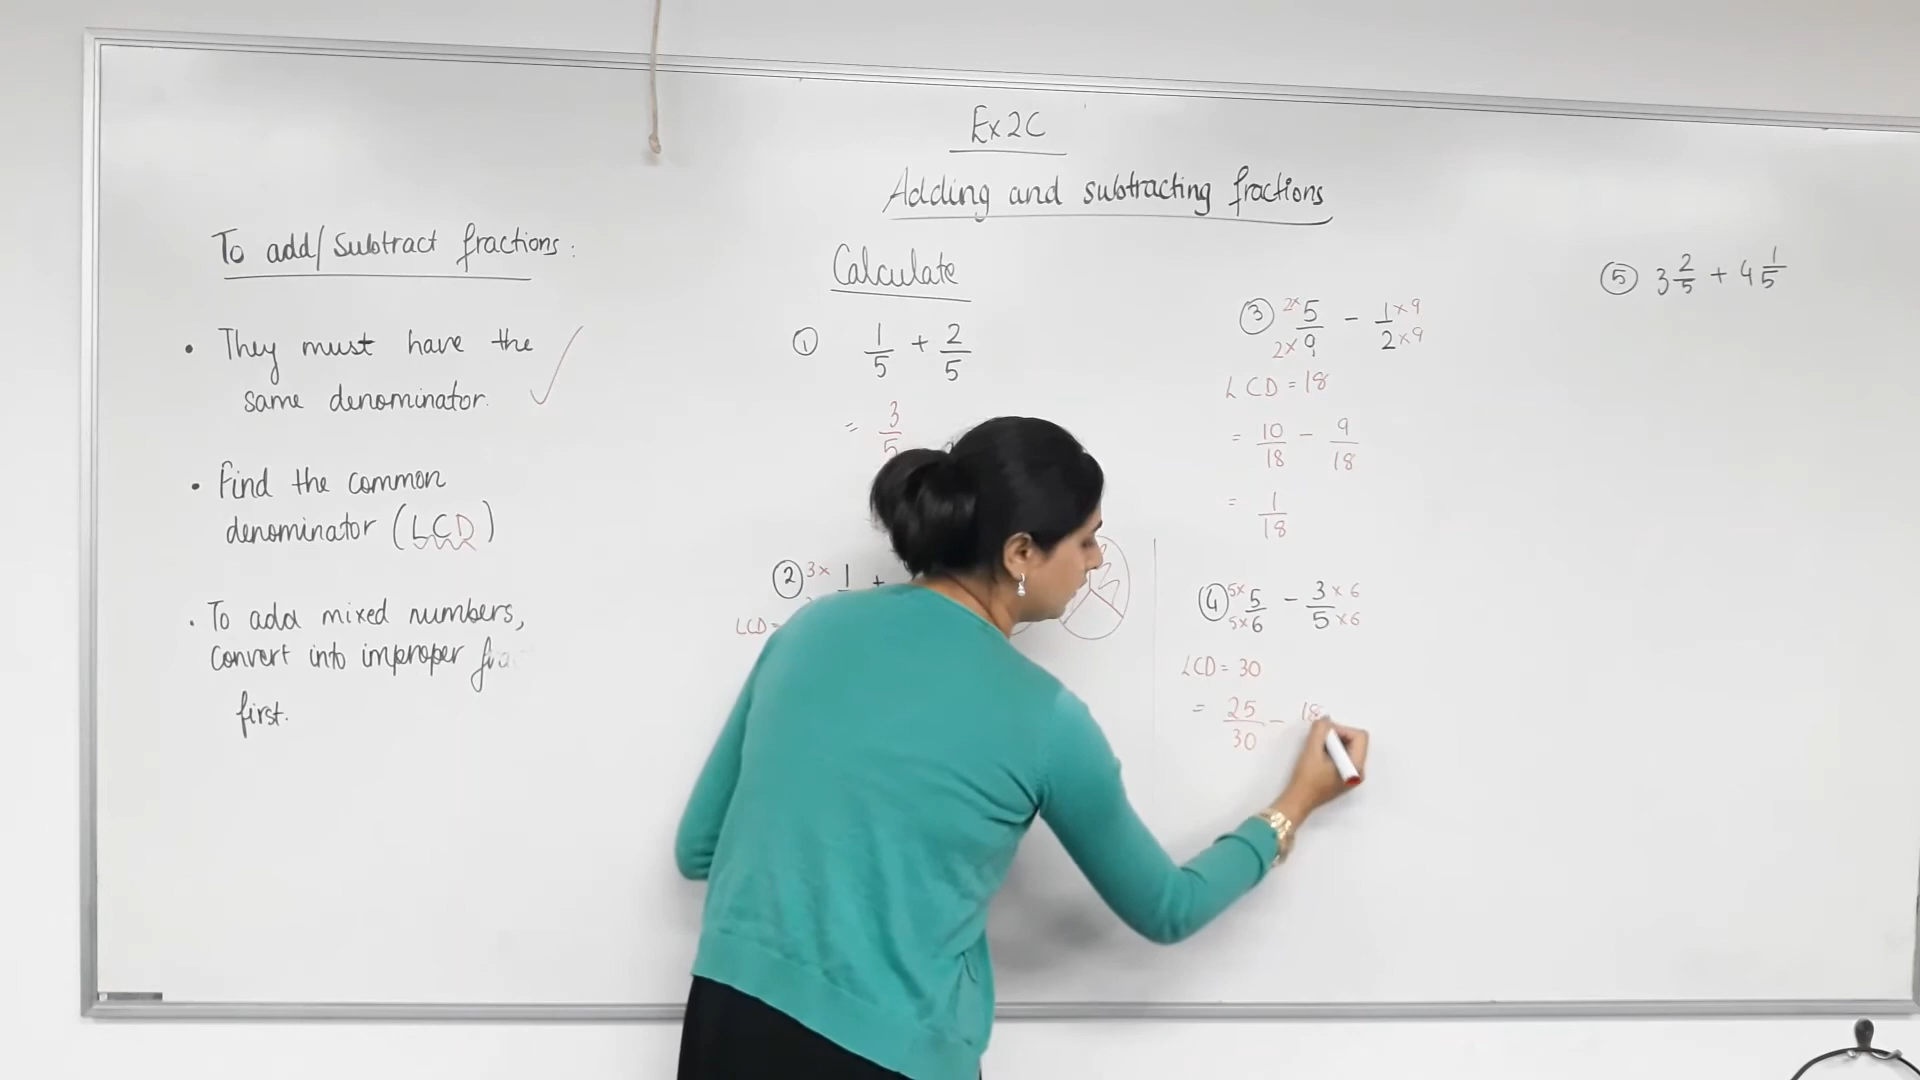 Ex2C
Adding and subtracting fractions
To add/Subtract fractions:
• They must have the
same denominator.
• Find the common
denominator (LCD)
• To add mixed numbers,
convert into improper
first.
Calculate
① 1/5 + 2/5
= 3/5
② 3× 1 +
LCD=
③ 2× 5/2× 9 - 1 × 9/2 × 9
LCD = 18
= 10/18 - 9/18
= 1/18
④ 5× 5/5× 6 - 3 × 6/5 × 6
LCD = 30
= 25/30 - 18
⑤ 3 2/5 + 4 1/5